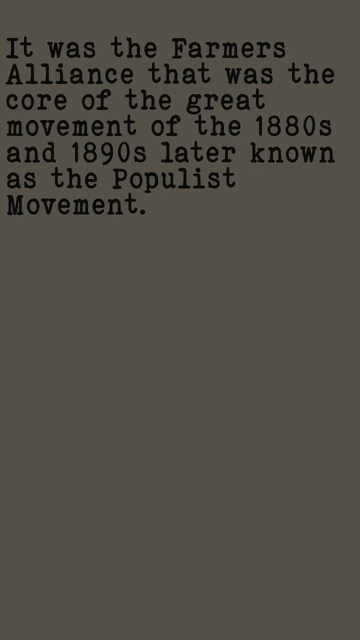 It was the Farmers
Alliance that was the
core of the great
movement of the 1880s
and 1890s later known
as the Populist
Movement.